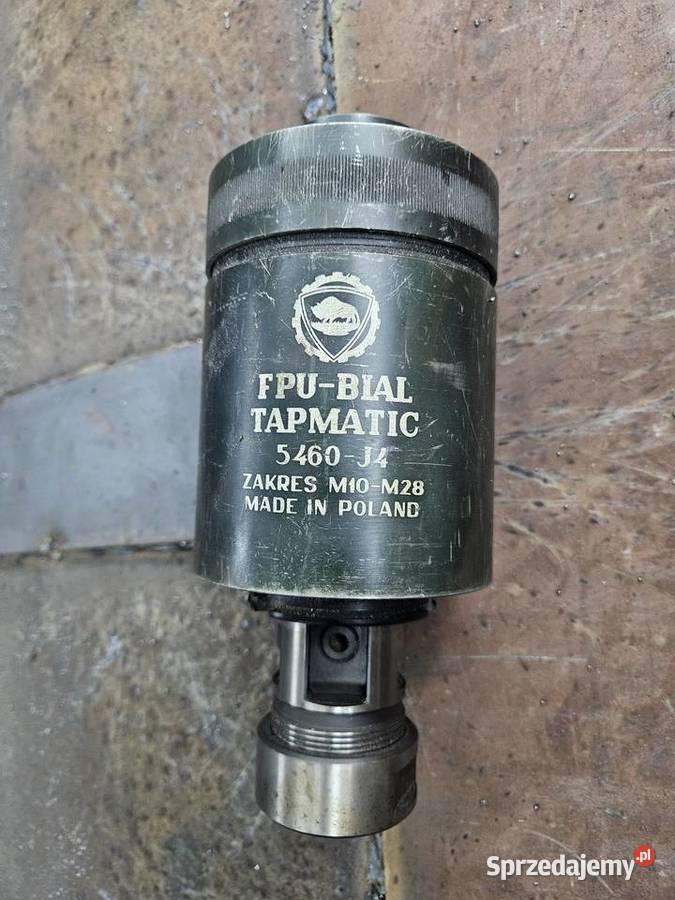 FPU-BIAL
TAPMATIC
5460-J4
ZAKRES M10-M28
MADE IN POLAND
Sprzedajemy.pl